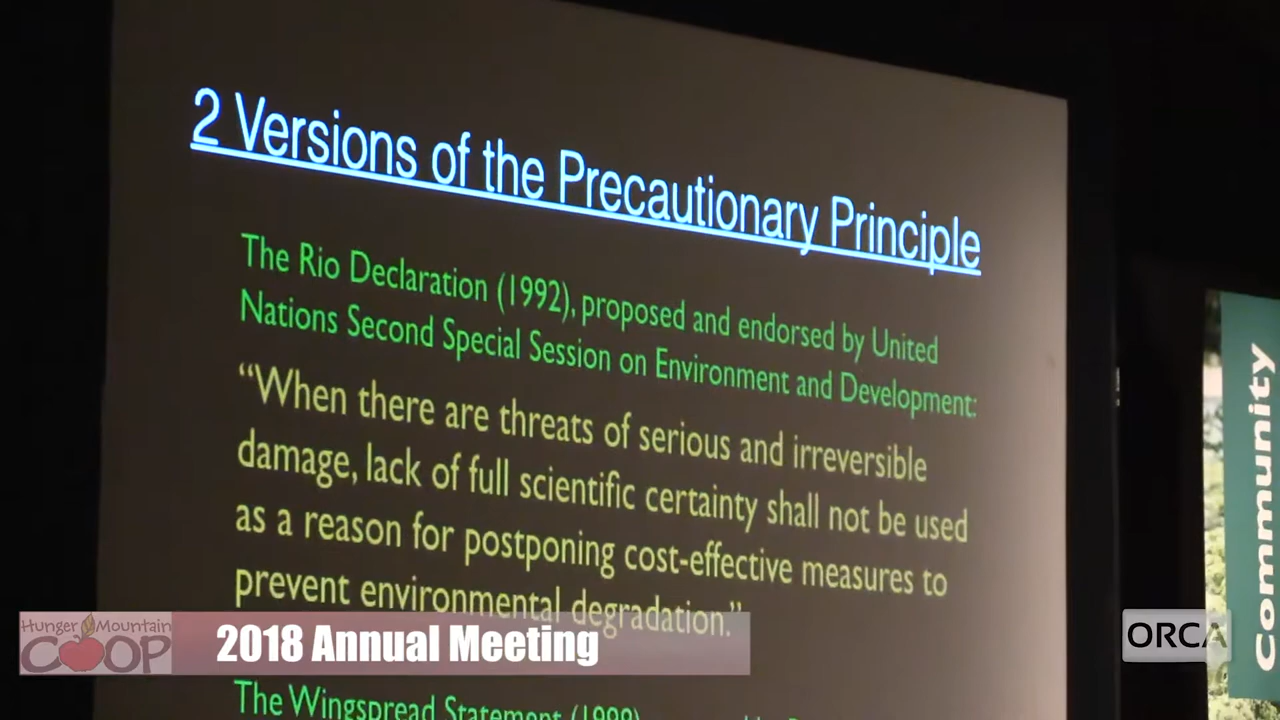 2 Versions of the Precautionary Principle
The Rio Declaration (1992), proposed and endorsed by United
Nations Second Special Session on Environment and Development:
“When there are threats of serious and irreversible
damage, lack of full scientific certainty shall not be used
as a reason for postponing cost-effective measures to
prevent environmental degradation.”
Hunger Mountain
COOP
2018 Annual Meeting
ORCA
The Wingspread Statement
Community